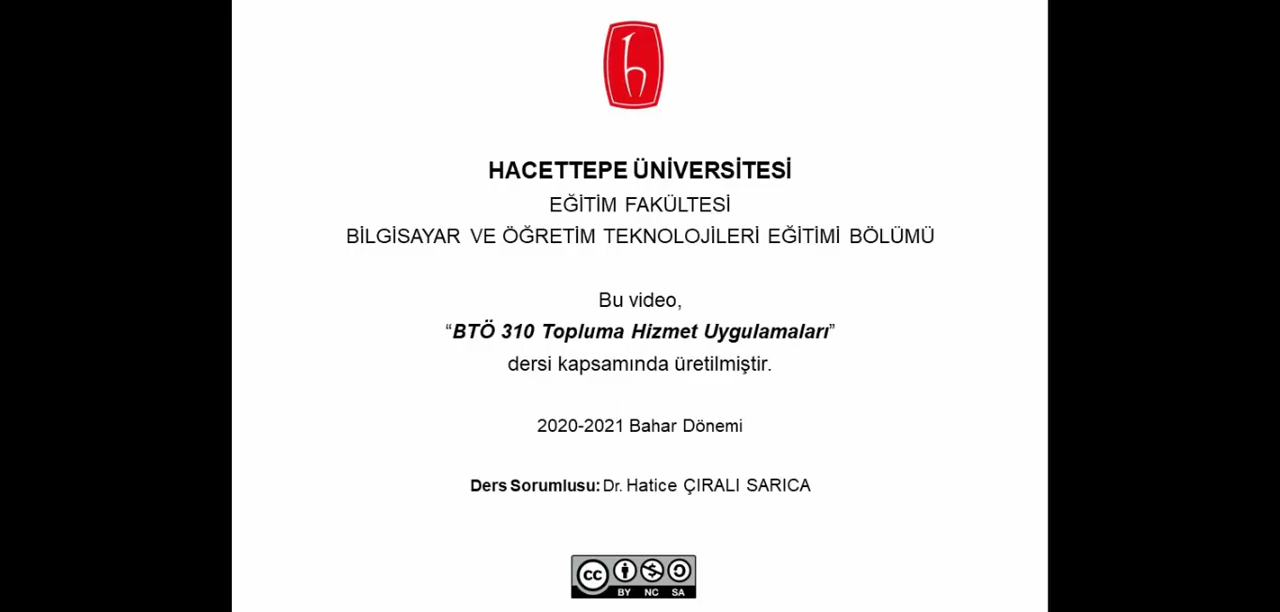 HACETTEPE ÜNİVERSİTESİ
EĞİTİM FAKÜLTESİ
BİLGİSAYAR VE ÖĞRETİM TEKNOLOJİLERİ EĞİTİMİ BÖLÜMÜ
Bu video,
“BTÖ 310 Topluma Hizmet Uygulamaları”
dersi kapsamında üretilmiştir.
2020-2021 Bahar Dönemi
Ders Sorumlusu: Dr. Hatice ÇIRALI SARICA
cc
BY NC SA